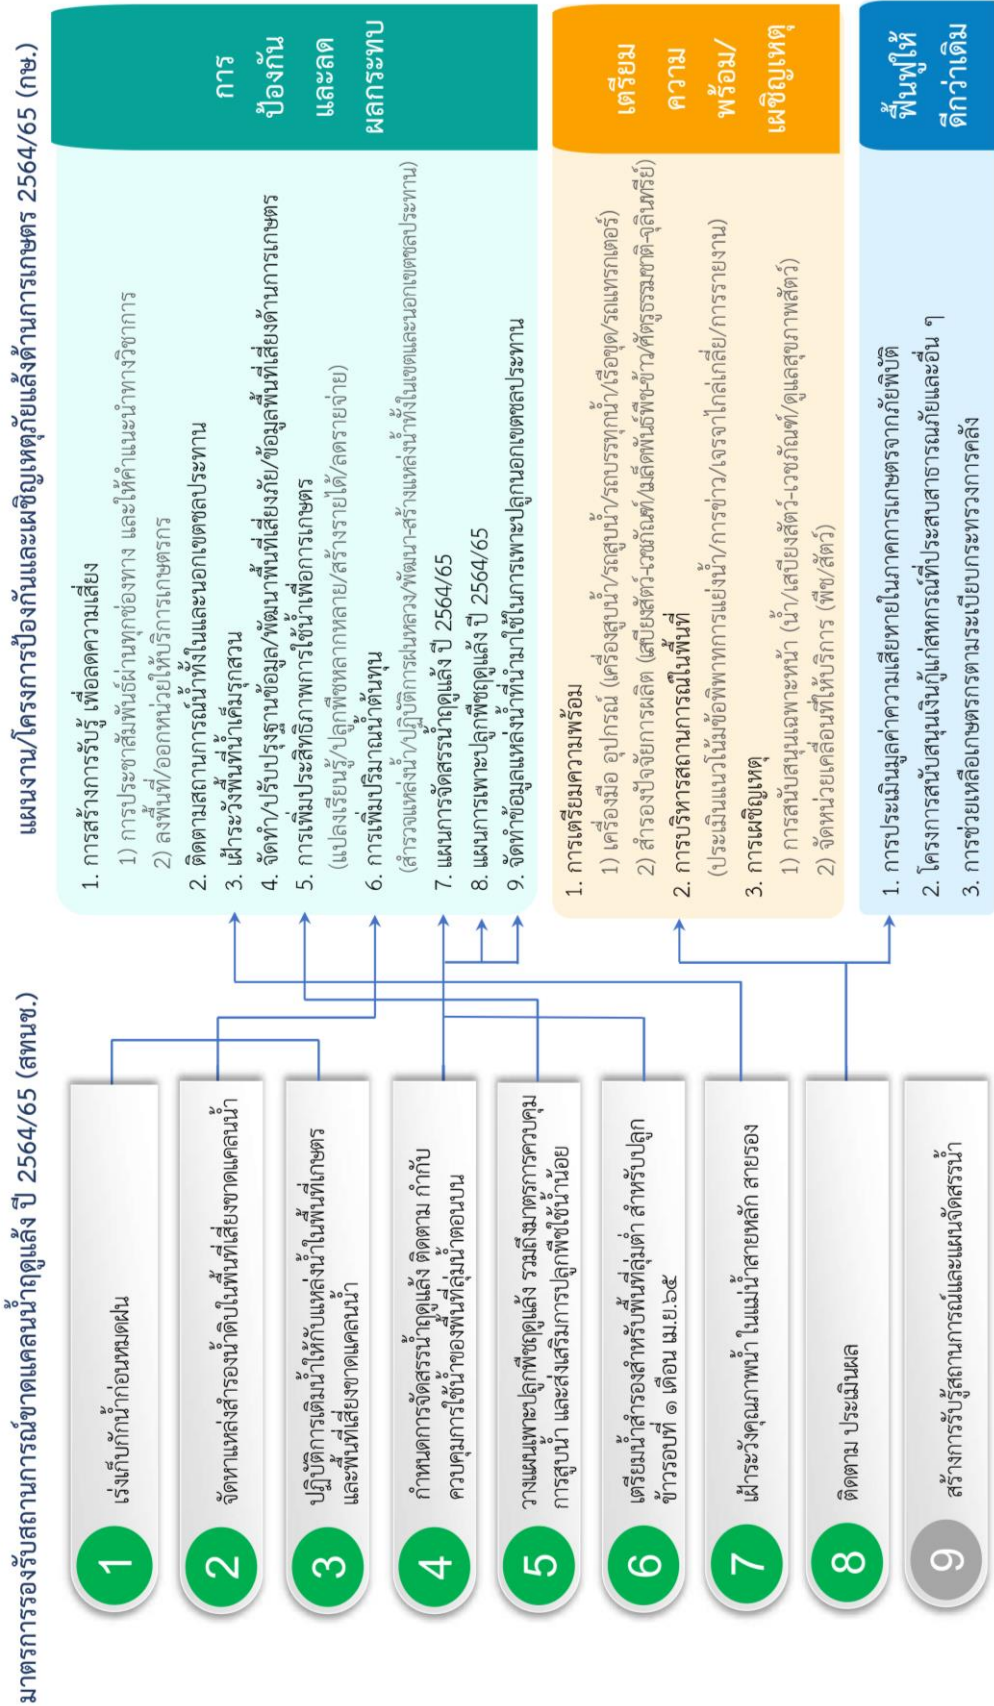 มาตรการรองรับสถานการณ์ขาดแคลนน้ำฤดูแล้ง ปี 2564/65 (สทนช.)
1
เร่งเก็บกักน้ำก่อนหมดฝน
2
จัดหาแหล่งสำรองน้ำดิบในพื้นที่เสี่ยงขาดแคลนน้ำ
3
ปฏิบัติการเติมน้ำให้กับแหล่งน้ำในพื้นที่เกษตร
และพื้นที่เสี่ยงขาดแคลนน้ำ
4
กำหนดการจัดสรรน้ำฤดูแล้ง ติดตาม กำกับ
ควบคุมการใช้น้ำของพื้นที่ลุ่มน้ำตอนบน
5
วางแผนเพาะปลูกพืชฤดูแล้ง รวมถึงมาตรการควบคุม
การสูบน้ำ และส่งเสริมการปลูกพืชใช้น้ำน้อย
6
เตรียมน้ำสำรองสำหรับพื้นที่ลุ่มต่ำ สำหรับปลูก
ข้าวรอบที่ ๑ เดือน เม.ย.๖๕
7
เฝ้าระวังคุณภาพน้ำ ในแม่น้ำสายหลัก สายรอง
8
ติดตาม ประเมินผล
9
สร้างการรับรู้สถานการณ์และแผนจัดสรรน้ำ
แผนงาน/โครงการป้องกันและเผชิญเหตุภัยแล้งด้านการเกษตร 2564/65 (กษ.)
1. การสร้างการรับรู้ เพื่อลดความเสี่ยง
1) การประชาสัมพันธ์ผ่านทุกช่องทาง และให้คำแนะนำทางวิชาการ
2) ลงพื้นที่/ออกหน่วยให้บริการเกษตรกร
2. ติดตามสถานการณ์น้ำทั้งในและนอกเขตชลประทาน
3. เฝ้าระวังพื้นที่น้ำเค็มรุกสวน
4. จัดทำ/ปรับปรุงฐานข้อมูล/พัฒนาพื้นที่เสี่ยงภัย/ข้อมูลพื้นที่เสี่ยงด้านการเกษตร
5. การเพิ่มประสิทธิภาพการใช้น้ำเพื่อการเกษตร
(แปลงเรียนรู้/ปลูกพืชหลากหลาย/สร้างรายได้/ลดรายจ่าย)
6. การเพิ่มปริมาณน้ำต้นทุน
(สำรวจแหล่งน้ำ/ปฏิบัติการฝนหลวง/พัฒนา-สร้างแหล่งน้ำทั้งในเขตและนอกเขตชลประทาน)
7. แผนการจัดสรรน้ำฤดูแล้ง ปี 2564/65
8. แผนการเพาะปลูกพืชฤดูแล้ง ปี 2564/65
9. จัดทำข้อมูลแหล่งน้ำที่นำมาใช้ในการเพาะปลูกนอกเขตชลประทาน
การ
ป้องกัน
และลด
ผลกระทบ
1. การเตรียมความพร้อม
1) เครื่องมือ อุปกรณ์ (เครื่องสูบน้ำ/รถสูบน้ำ/รถบรรทุกน้ำ/เรือขุด/รถแทรกเตอร์)
2) สำรองปัจจัยการผลิต (เสบียงสัตว์-เวชภัณฑ์/เมล็ดพันธุ์พืช-ข้าว/ศัตรูธรรมชาติ-จุลินทรีย์)
2. การบริหารสถานการณ์ในพื้นที่
(ประเมินแนวโน้มข้อพิพาทการแย่งน้ำ/การข่าว/เจรจาไกล่เกลี่ย/การรายงาน)
3. การเผชิญเหตุ
1) การสนับสนุนเฉพาะหน้า (น้ำ/เสบียงสัตว์-เวชภัณฑ์/ดูแลสุขภาพสัตว์)
2) จัดหน่วยเคลื่อนที่ให้บริการ (พืช/สัตว์)
เตรียม
ความ
พร้อม/
เผชิญเหตุ
1. การประเมินมูลค่าความเสียหายในภาคการเกษตรจากภัยพิบัติ
2. โครงการสนับสนุนเงินกู้แก่สหกรณ์ที่ประสบสาธารณภัยและอื่น ๆ
3. การช่วยเหลือเกษตรกรตามระเบียบกระทรวงการคลัง
ฟื้นฟูให้
ดีกว่าเดิม